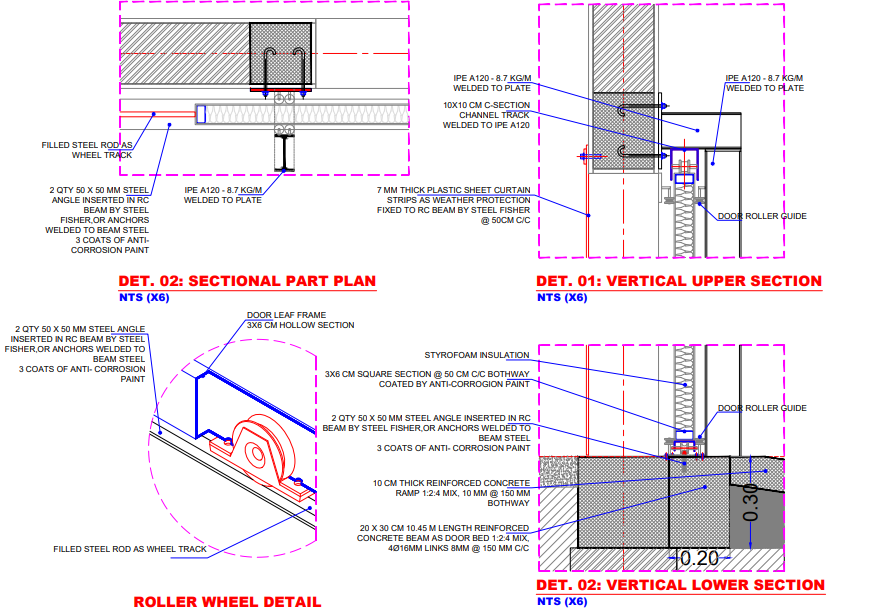 FILLED STEEL ROD AS
WHEEL TRACK
2 QTY 50 X 50 MM STEEL
ANGLE INSERTED IN RC
BEAM BY STEEL
FISHER,OR ANCHORS
WELDED TO BEAM STEEL
3 COATS OF ANTI-
CORROSION PAINT
IPE A120 - 8.7 KG/M
WELDED TO PLATE
DET. 02: SECTIONAL PART PLAN
NTS (X6)
IPE A120 - 8.7 KG/M
WELDED TO PLATE
10X10 CM C-SECTION
CHANNEL TRACK
WELDED TO IPE A120
7 MM THICK PLASTIC SHEET CURTAIN
STRIPS AS WEATHER PROTECTION
FIXED TO RC BEAM BY STEEL FISHER
@ 50CM C/C
IPE A120 - 8.7 KG/M
WELDED TO PLATE
DOOR ROLLER GUIDE
DET. 01: VERTICAL UPPER SECTION
NTS (X6)
DOOR LEAF FRAME
3X6 CM HOLLOW SECTION
2 QTY 50 X 50 MM STEEL ANGLE
INSERTED IN RC BEAM BY STEEL
FISHER,OR ANCHORS WELDED TO
BEAM STEEL
3 COATS OF ANTI- CORROSION
PAINT
FILLED STEEL ROD AS WHEEL TRACK
ROLLER WHEEL DETAIL
STYROFOAM INSULATION
3X6 CM SQUARE SECTION @ 50 CM C/C BOTHWAY
COATED BY ANTI-CORROGION PAINT
2 QTY 50 X 50 MM STEEL ANGLE INSERTED IN RC
BEAM BY STEEL FISHER,OR ANCHORS WELDED TO
BEAM STEEL
3 COATS OF ANTI- CORROSION PAINT
10 CM THICK REINFORCED CONCRETE
RAMP 1:2:4 MIX, 10 MM @ 150 MM
BOTHWAY
20 X 30 CM 10.45 M LENGTH REINFORCED
CONCRETE BEAM AS DOOR BED 1:2:4 MIX,
4Ø16MM LINKS 8MM @ 150 MM C/C
DOOR ROLLER GUIDE
0.30
0.20
DET. 02: VERTICAL LOWER SECTION
NTS (X6)